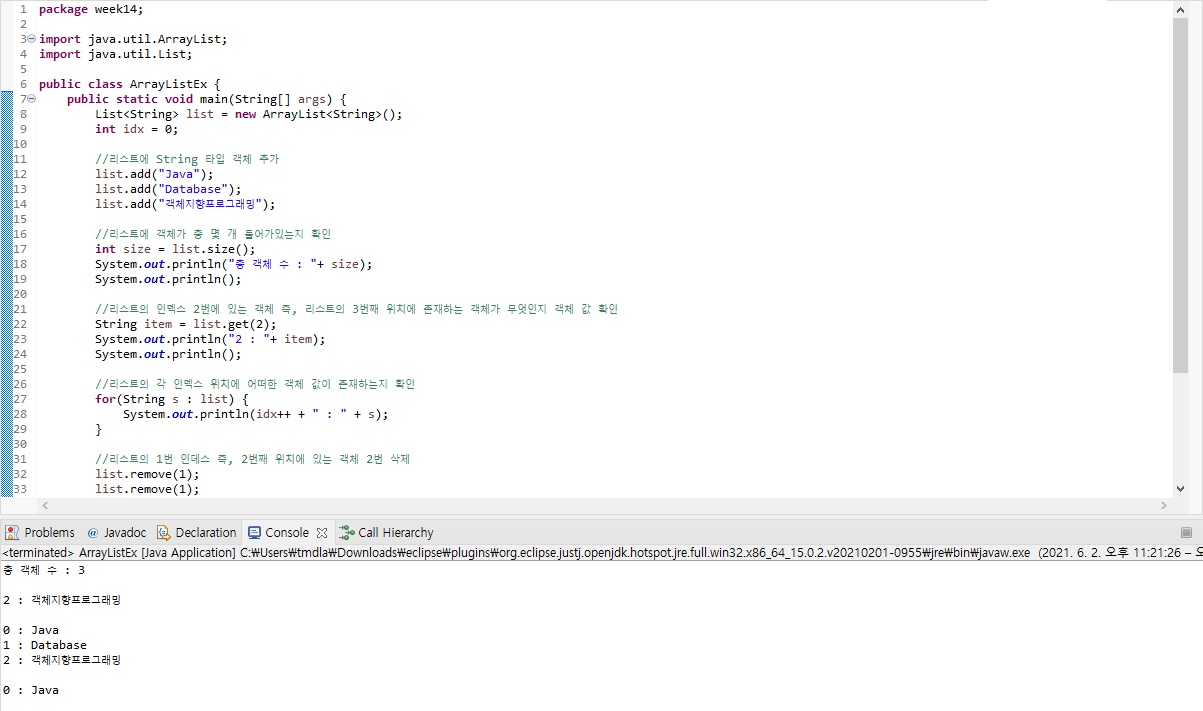 1 package week14;
2
3 import java.util.ArrayList;
4 import java.util.List;
5
6 public class ArrayListEx {
7 public static void main(String[] args) {
8 List<String> list = new ArrayList<String>();
9 int idx = 0;
10
11 //리스트에 String 타입 객체 추가
12 list.add("Java");
13 list.add("Database");
14 list.add("객체지향프로그래밍");
15
16 //리스트에 객체가 총 몇 개 들어가있는지 확인
17 int size = list.size();
18 System.out.println("총 객체 수 : "+ size);
19 System.out.println();
20
21 //리스트의 인덱스 2번에 있는 객체 즉, 리스트의 3번째 위치에 존재하는 객체가 무엇인지 객체 값 확인
22 String item = list.get(2);
23 System.out.println("2 : "+ item);
24 System.out.println();
25
26 //리스트의 각 인덱스 위치에 어떠한 객체 값이 존재하는지 확인
27 for(String s : list) {
28 System.out.println(idx++ + " : " + s);
29 }
30
31 //리스트의 1번 인데스 즉, 2번째 위치에 있는 객체 2번 삭제
32 list.remove(1);
33 list.remove(1);
Problems @ Javadoc Declaration Console Call Hierarchy
<terminated> ArrayListEx [Java Application] C:₩Users₩tmdla₩Downloads₩eclipse₩plugins₩org.eclipse.justj.openjdk.hotspot.jre.full.win32.x86_64_15.0.2.v20210201-0955₩jre₩bin₩javaw.exe (2021. 6. 2. 오후 11:21:26 – 오
총 객체 수 : 3

2 : 객체지향프로그래밍

0 : Java
1 : Database
2 : 객체지향프로그래밍

0 : Java